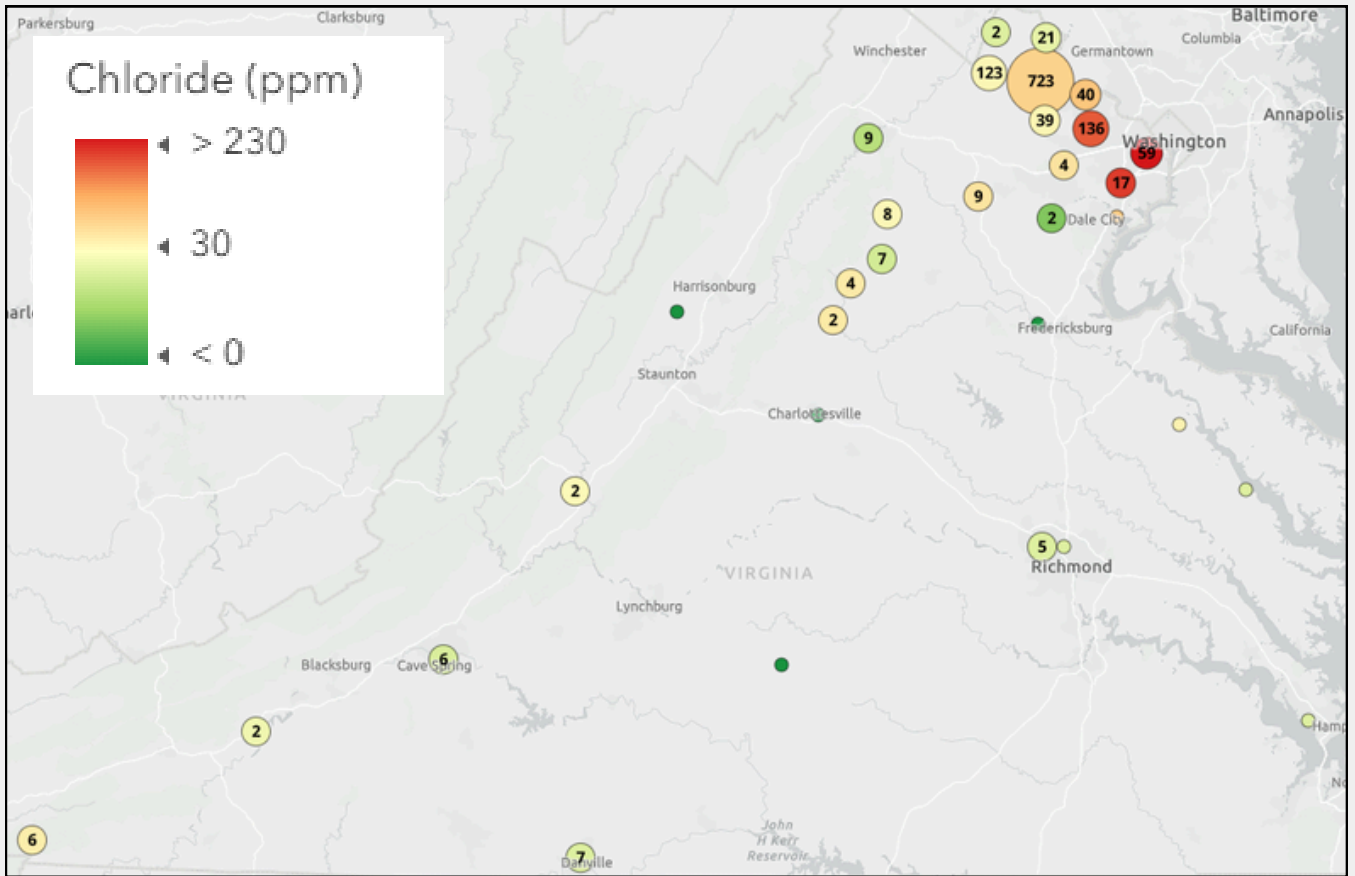 Parkersburg
Clarksburg
Baltimore
2
21
Columbia
Winchester
Germantown
123
723
40
Chloride (ppm)
> 230
30
< 0
39
136
Annapolis
9
Washington
59
4
17
9
8
2
Dale City
7
4
Harrisonburg
2
Fredericksburg
California
Staunton
VIRGINIA
Charlottesville
2
5
Richmond
VIRGINIA
Lynchburg
Blacksburg
Cave Spring
6
2
Hamp
6
John
H Kerr
Reservoir
7
Danville